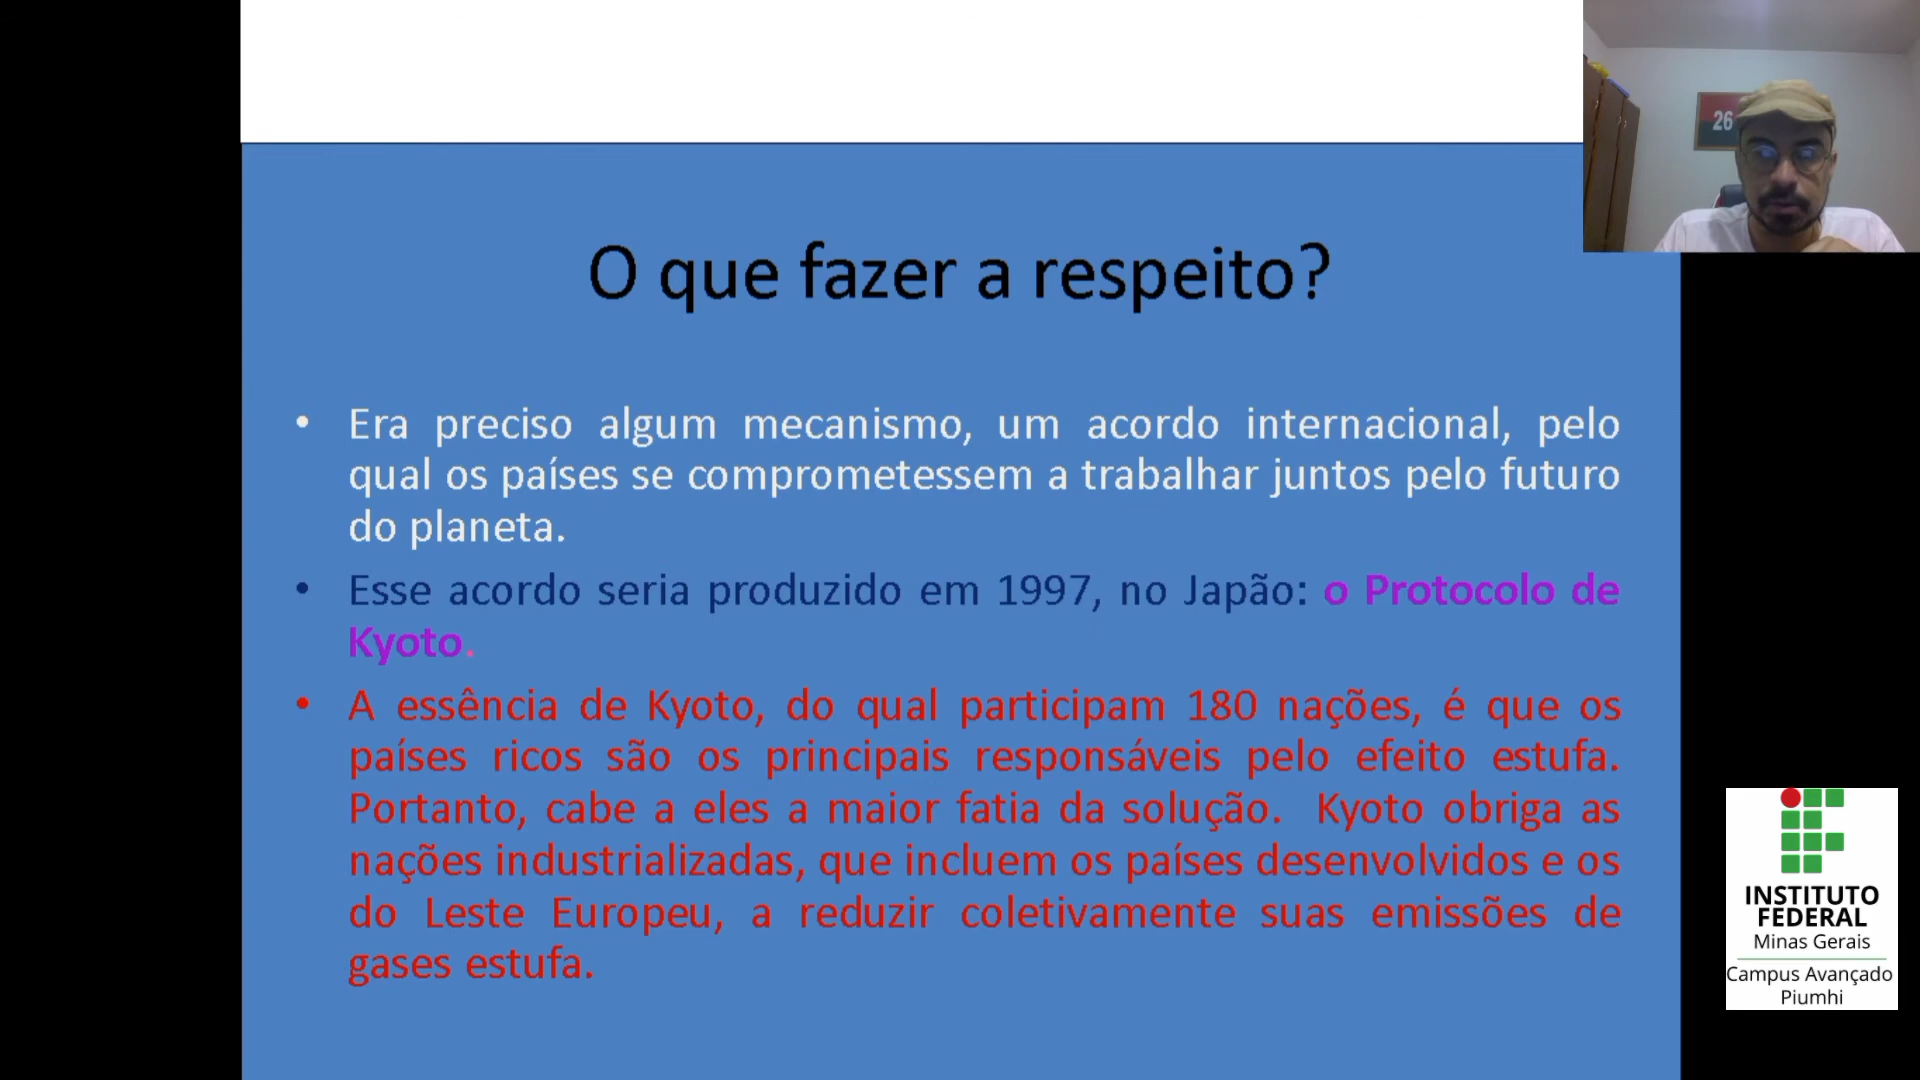 26
O que fazer a respeito?
• Era preciso algum mecanismo, um acordo internacional, pelo
qual os países se comprometessem a trabalhar juntos pelo futuro
do planeta.
• Esse acordo seria produzido em 1997, no Japão: o Protocolo de
Kyoto.
• A essência de Kyoto, do qual participam 180 nações, é que os
países ricos são os principais responsáveis pelo efeito estufa.
Portanto, cabe a eles a maior fatia da solução. Kyoto obriga as
nações industrializadas, que incluem os países desenvolvidos e os
do Leste Europeu, a reduzir coletivamente suas emissões de
gases estufa.
INSTITUTO
FEDERAL
Minas Gerais
Campus Avançado
Piumhi